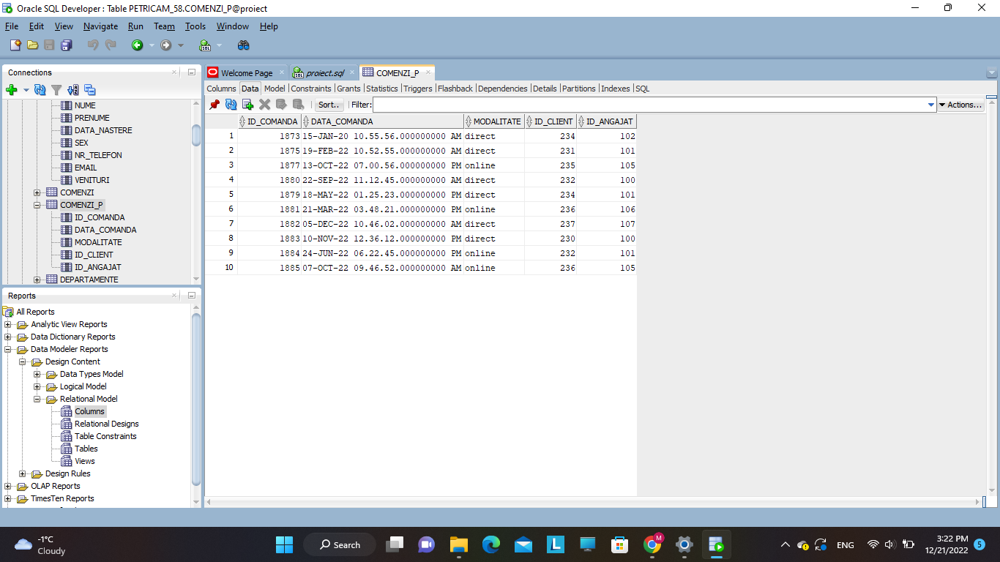 Oracle SQL Developer : Table PETRICAM_58.COMENZI_P@proiect
File Edit View Navigate Run Team Tools Window Help
Connections
Welcome Page
proiect.sql
COMENZI_P
Columns Data Model Constraints Grants Statistics Triggers Flashback Dependencies Details Partitions Indexes SQL
Sort.. Filter: Actions...
NUME
PRENUME
DATA_NASTERE
SEX
NR_TELEFON
EMAIL
VENITURI
COMENZI
COMENZI_P
ID_COMANDA
DATA_COMANDA
MODALITATE
ID_CLIENT
ID_ANGAJAT
DEPARTAMENTE
ID_COMANDA DATA_COMANDA MODALITATE ID_CLIENT ID_ANGAJAT
1 1873 15-JAN-20 10.55.56.000000000 AM direct 234 102
2 1875 19-FEB-22 10.52.55.000000000 AM direct 231 101
3 1877 13-OCT-22 07.00.56.000000000 PM online 235 105
4 1880 22-SEP-22 11.12.45.000000000 AM direct 232 100
5 1879 18-MAY-22 01.25.23.000000000 PM direct 234 101
6 1881 21-MAR-22 03.48.21.000000000 PM online 236 106
7 1882 05-DEC-22 10.46.02.000000000 AM direct 237 107
8 1883 10-NOV-22 12.36.12.000000000 PM direct 230 100
9 1884 24-JUN-22 06.22.45.000000000 PM online 232 101
10 1885 07-OCT-22 09.46.52.000000000 AM online 236 105
Reports
All Reports
Analytic View Reports
Data Dictionary Reports
Data Modeler Reports
Design Content
Data Types Model
Logical Model
Relational Model
Columns
Relational Designs
Table Constraints
Tables
Views
Design Rules
OLAP Reports
TimesTen Reports
-1°C
Cloudy
Search
L
M
ENG
3:22 PM
12/21/2022
5